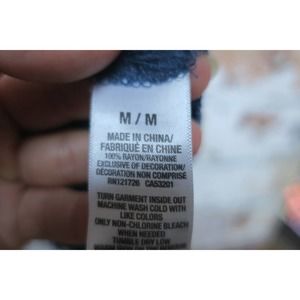 M / M
MADE IN CHINA/
FABRIQUÉ EN CHINE
100% RAYON/RAYONNE
EXCLUSIVE OF DECORATION/
DÉCORATION NON COMPRISE
RN121726 CA53201
TURN GARMENT INSIDE OUT
MACHINE WASH COLD WITH
LIKE COLORS
ONLY NON-CHLORINE BLEACH
WHEN NEEDED
TUMBLE DRY LOW